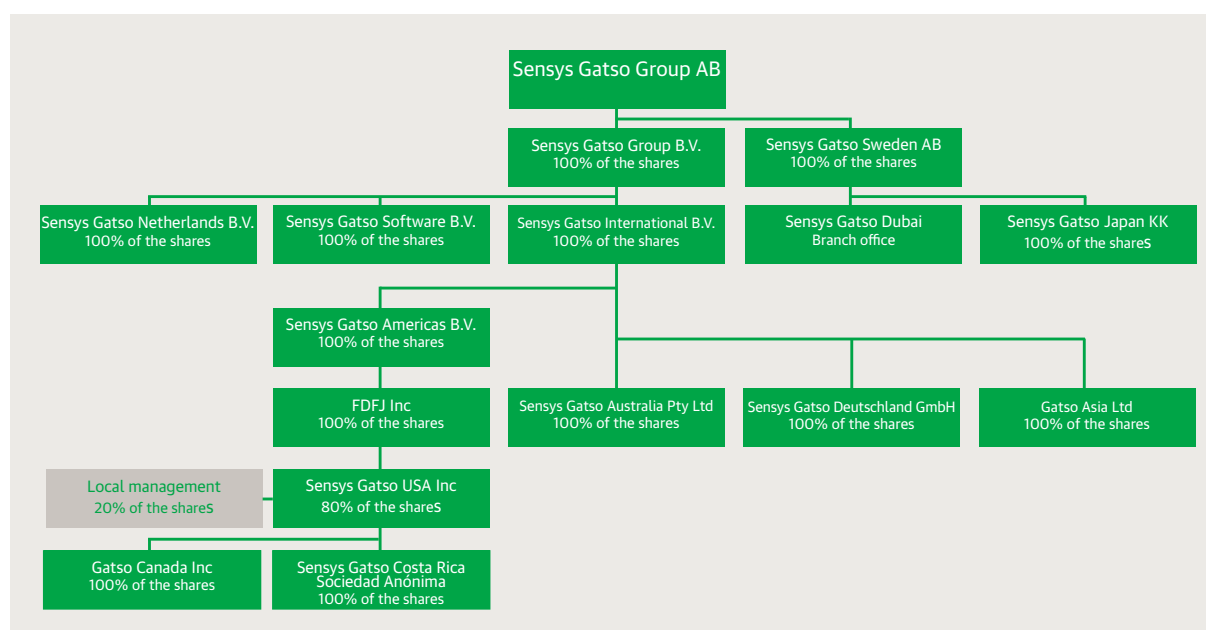 Sensys Gatso Group AB
Sensys Gatso Group B.V.
100% of the shares
Sensys Gatso Sweden AB
100% of the shares
Sensys Gatso Netherlands B.V.
100% of the shares
Sensys Gatso Software B.V.
100% of the shares
Sensys Gatso International B.V.
100% of the shares
Sensys Gatso Dubai
Branch office
Sensys Gatso Japan KK
100% of the shares
Sensys Gatso Americas B.V.
100% of the shares
FDFJ Inc
100% of the shares
Sensys Gatso Australia Pty Ltd
100% of the shares
Sensys Gatso Deutschland GmbH
100% of the shares
Gatso Asia Ltd
100% of the shares
Local management
20% of the shares
Sensys Gatso USA Inc
80% of the shares
Gatso Canada Inc
100% of the shares
Sensys Gatso Costa Rica
Sociedad Anónima
100% of the shares